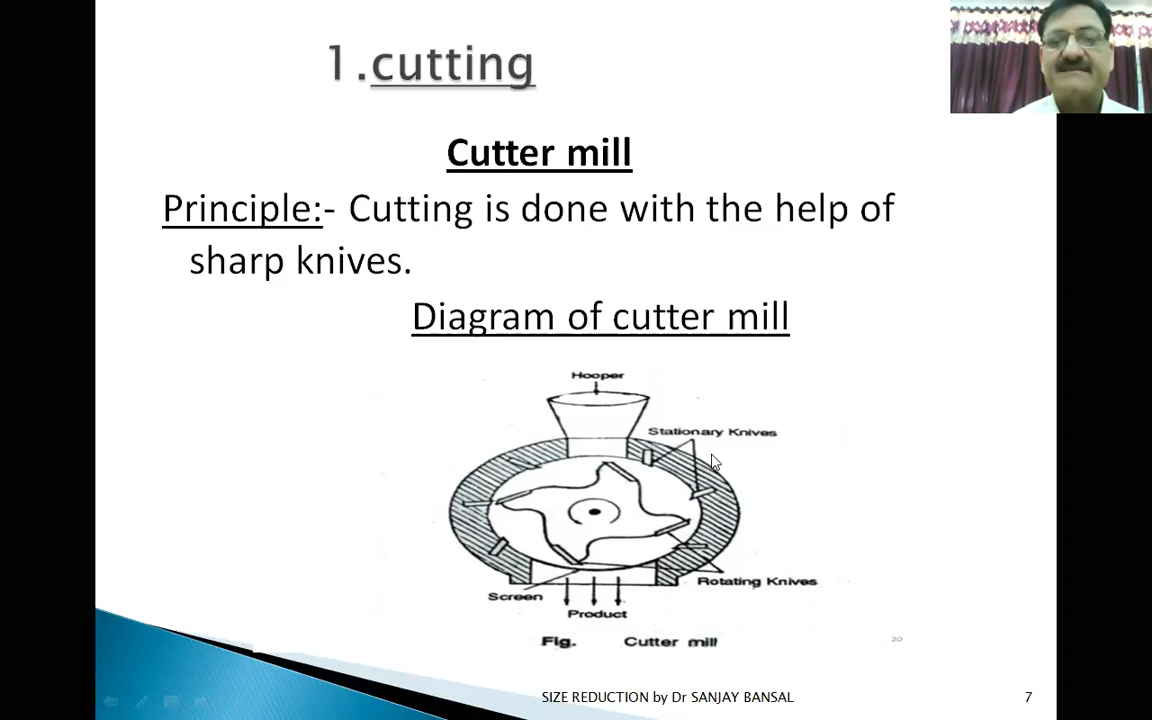 1.cutting
Cutter mill
Principle:- Cutting is done with the help of
sharp knives.
Diagram of cutter mill
Hooper
Stationary Knives
Rotating Knives
Screen
Product
Fig. Cutter mill
20
SIZE REDUCTION by Dr SANJAY BANSAL
7